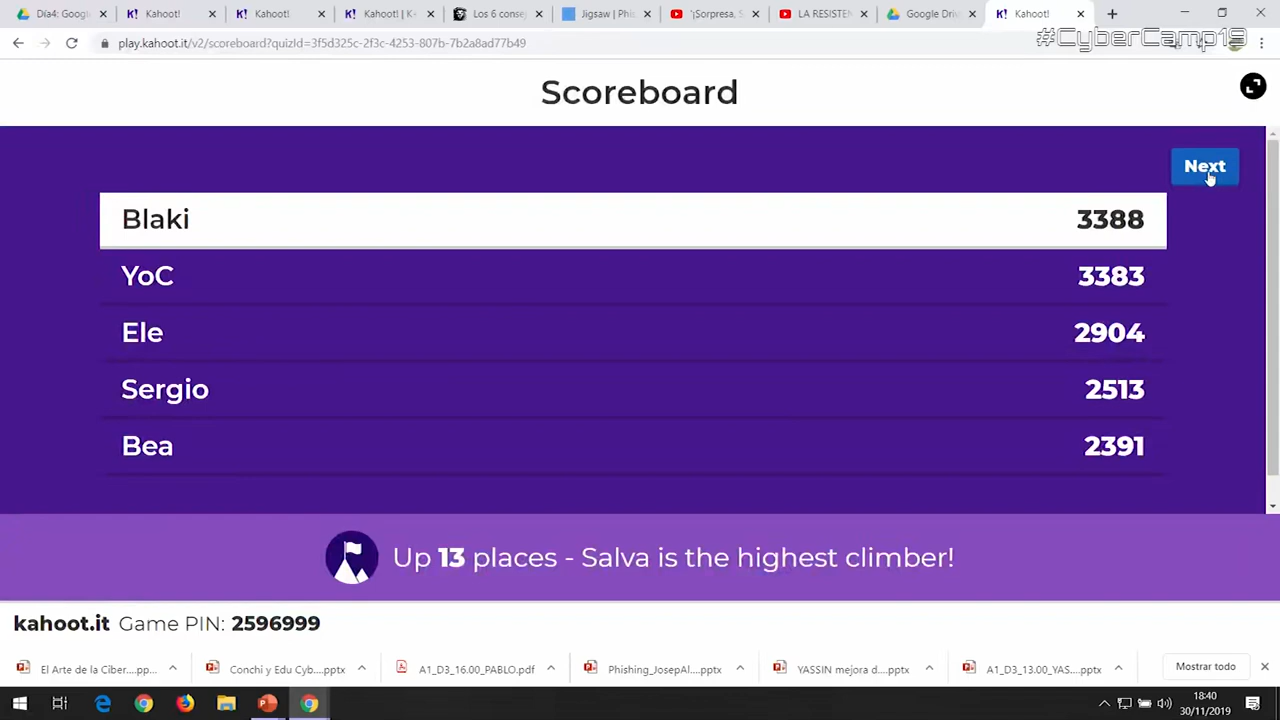 Día4: Google
Kahoot!
Kahoot!
Kahoot! | K
Los 6 conse
Jigsaw | Phis
"¡Sorpresa, S
LA RESISTEN
Google Driv
Kahoot!
play.kahoot.it/v2/scoreboard?quizId=3f5d325c-2f3c-4253-807b-7b2a8ad77b49
#CyberCamp19
Scoreboard
Next
Blaki 3388
YoC 3383
Ele 2904
Sergio 2513
Bea 2391
Up 13 places - Salva is the highest climber!
kahoot.it Game PIN: 2596999
El Arte de la Ciber....pp...
Conchi y Edu Cyb....pptx
A1_D3_16.00_PABLO.pdf
Phishing_JosepAl....pptx
YASSIN mejora d....pptx
A1_D3_13.00_YAS....pptx
Mostrar todo
18:40
30/11/2019